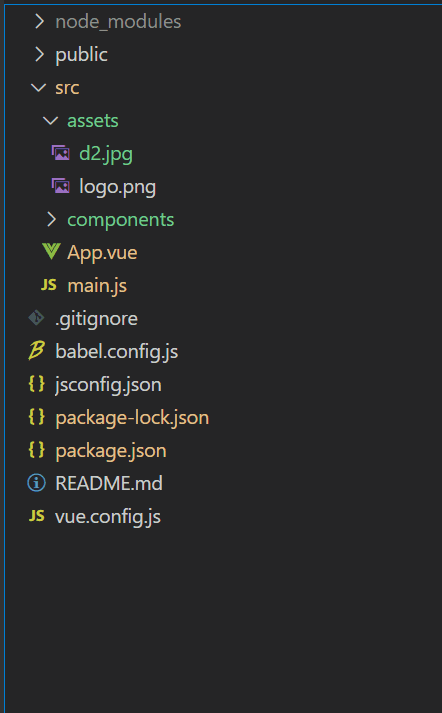 node_modules
public
src
assets
d2.jpg
logo.png
components
App.vue
JS main.js
.gitignore
babel.config.js
{} jsconfig.json
{} package-lock.json
{} package.json
README.md
JS vue.config.js